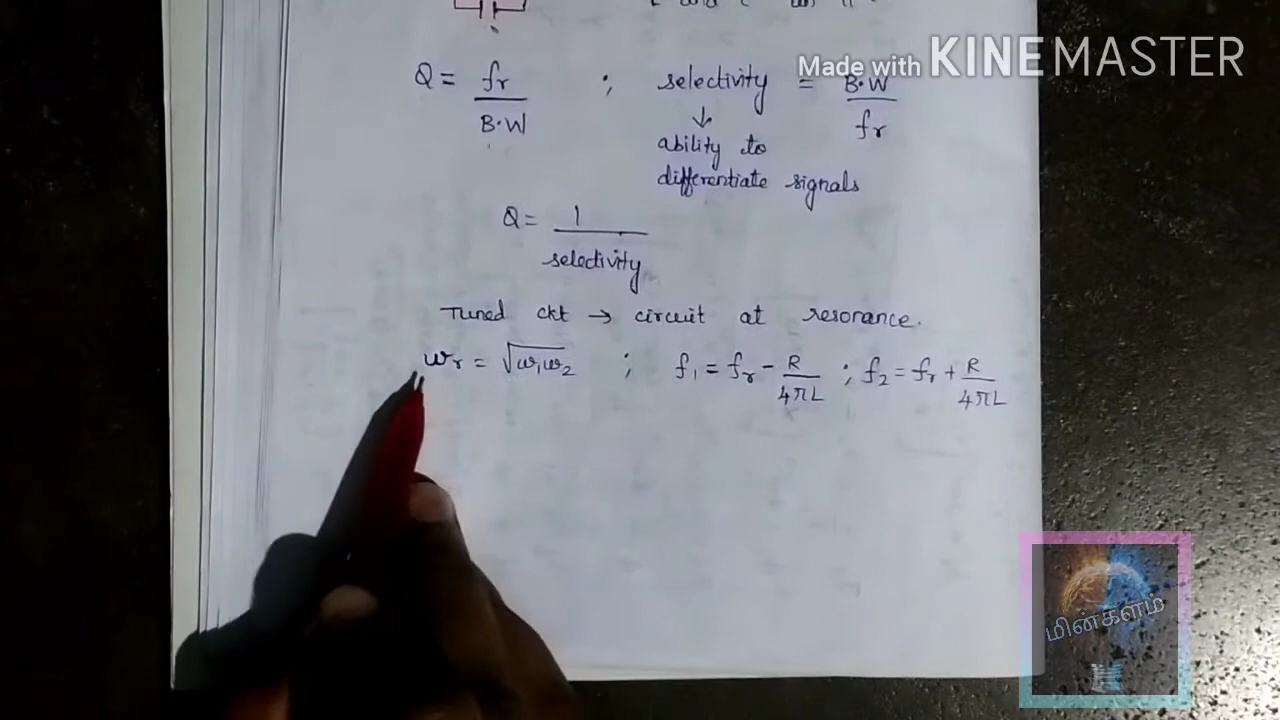 Made with KINEMASTER
Q = fr / B.W ; selectivity = B.W / fr
↓
ability to
differentiate signals
Q = 1 / selectivity
Tuned ckt → circuit at resonance.
ωr = √ω1ω2 ; f1 = fr - R / 4πL ; f2 = fr + R / 4πL
மின்களம்